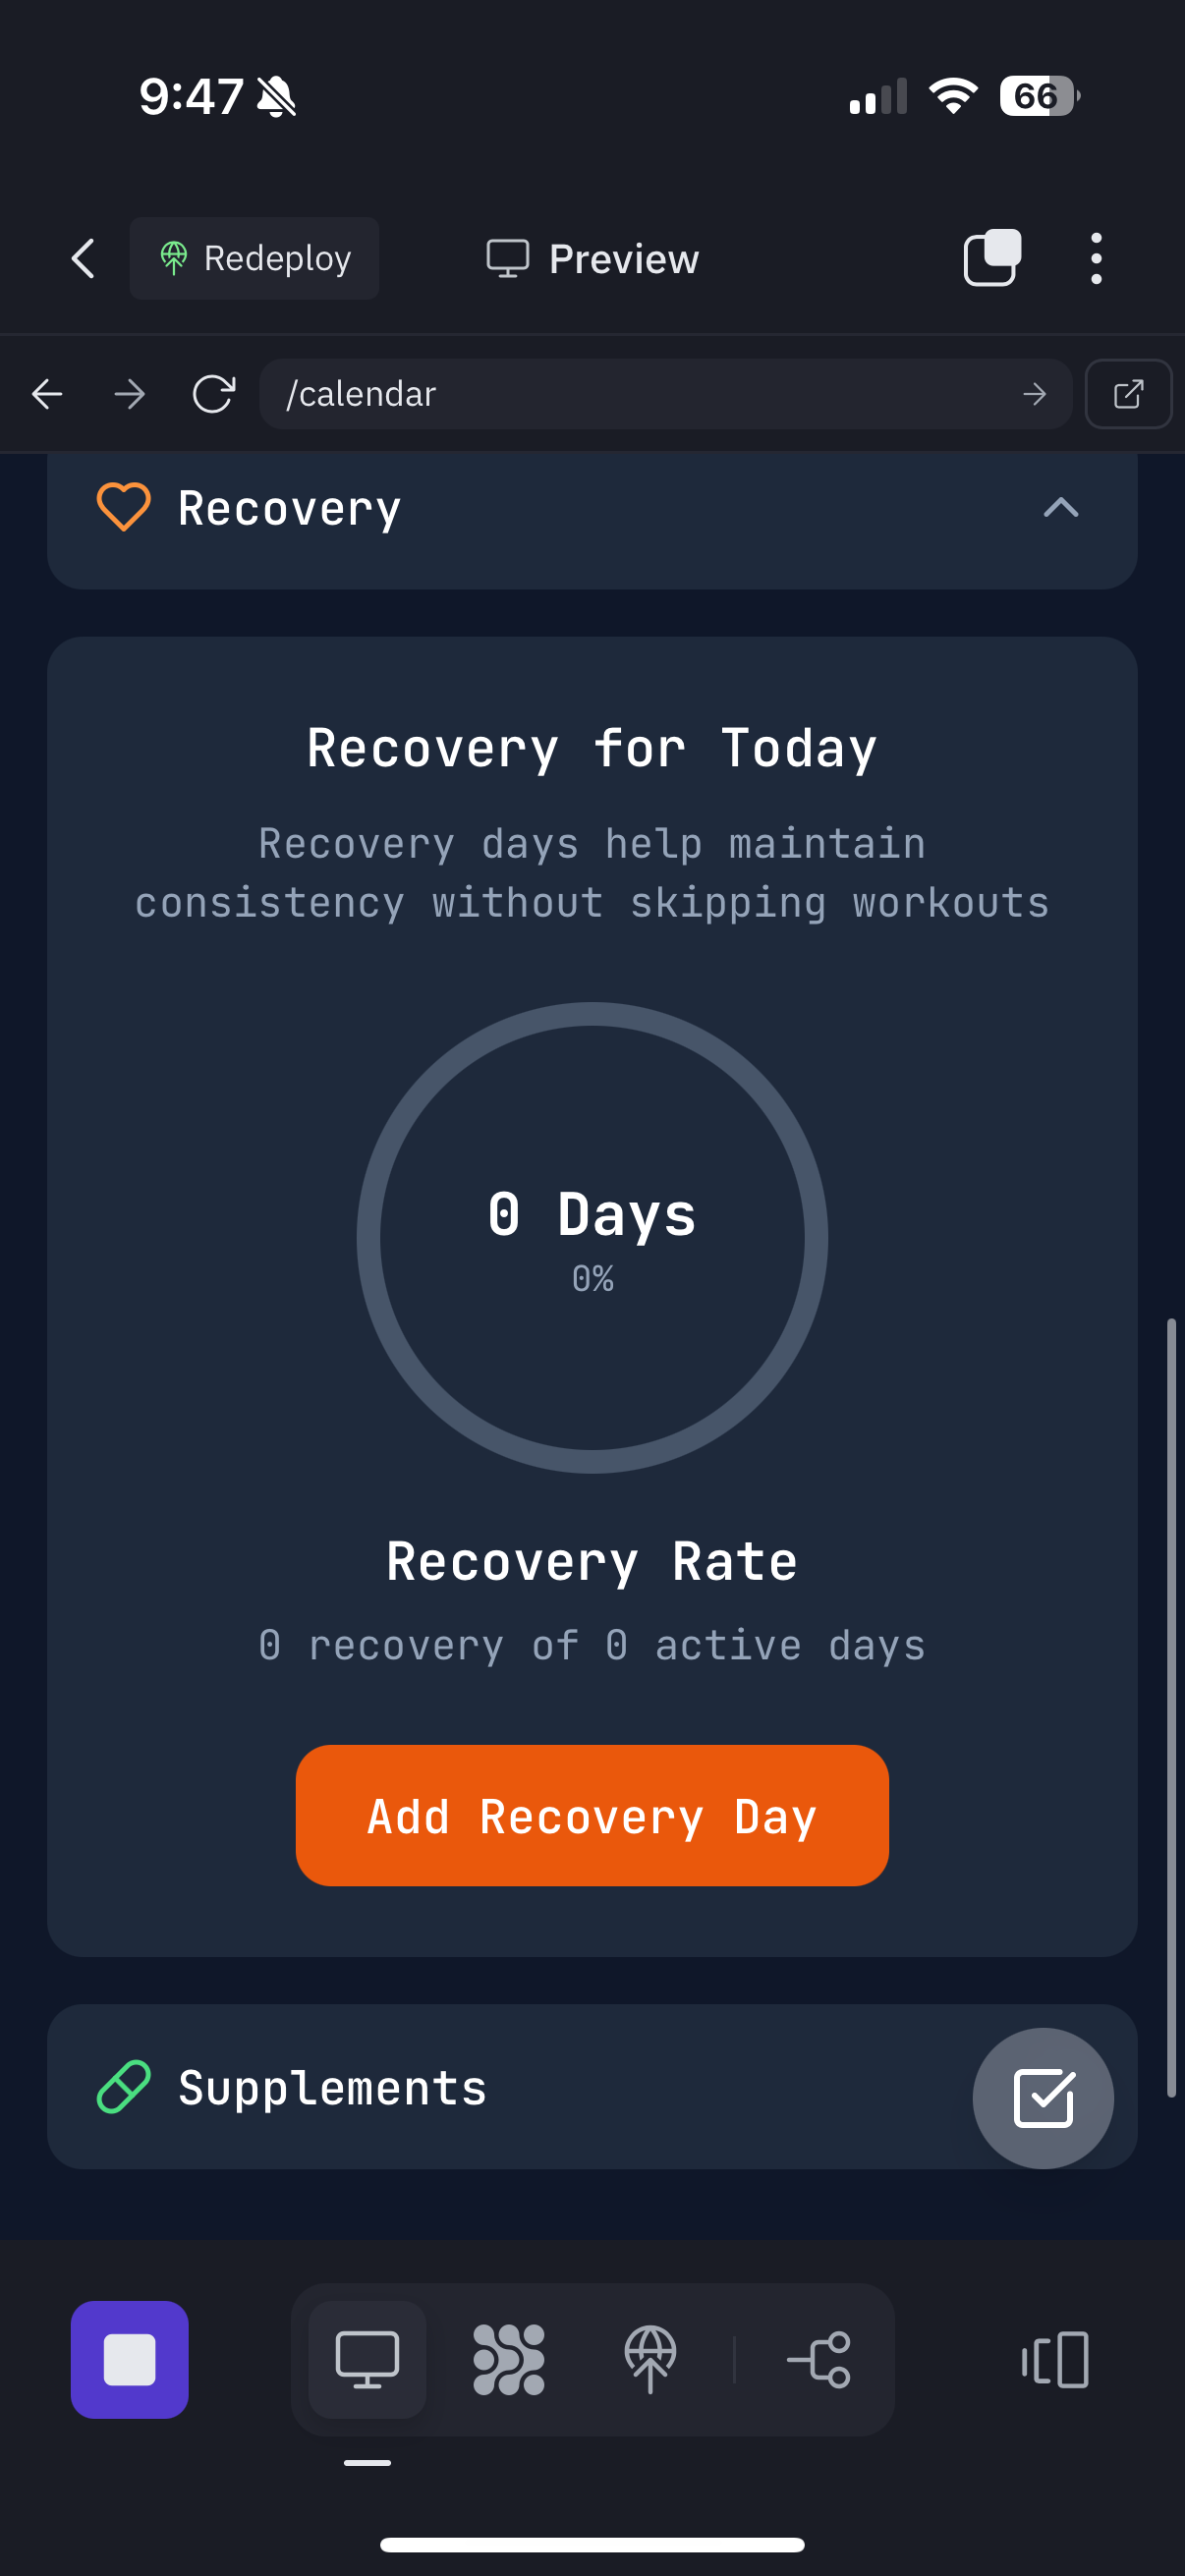 9:47
66
Redeploy
Preview
/calendar
Recovery
Recovery for Today
Recovery days help maintain
consistency without skipping workouts
0 Days
0%
Recovery Rate
0 recovery of 0 active days
Add Recovery Day
Supplements